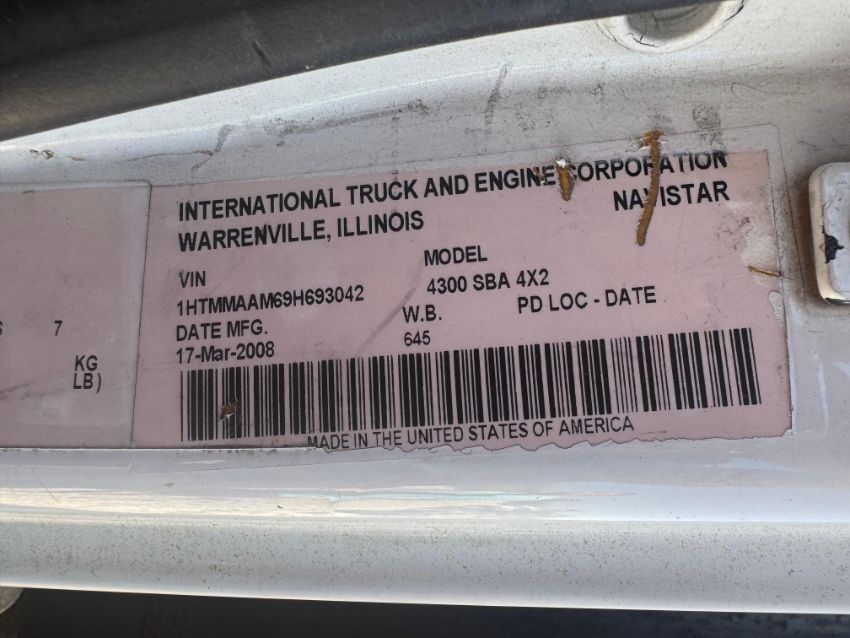 INTERNATIONAL TRUCK AND ENGINE CORPORATION
NAVISTAR
WARRENVILLE, ILLINOIS
VIN
MODEL
1HTMMAAM69H693042
4300 SBA 4X2
DATE MFG.
W.B.
PD LOC - DATE
17-Mar-2008
645
MADE IN THE UNITED STATES OF AMERICA
7
KG
LB)